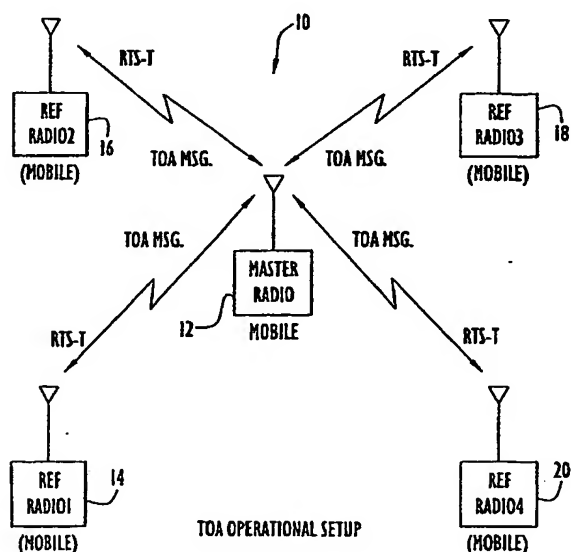 10
RTS-T
RTS-T
REF
RADIO2
16
(MOBILE)
REF
RADIO3
18
(MOBILE)
TOA MSG.
TOA MSG.
TOA MSG.
TOA MSG.
MASTER
RADIO
12
MOBILE
RTS-T
RTS-T
REF
RADIO1
14
(MOBILE)
REF
RADIO4
20
(MOBILE)
TOA OPERATIONAL SETUP